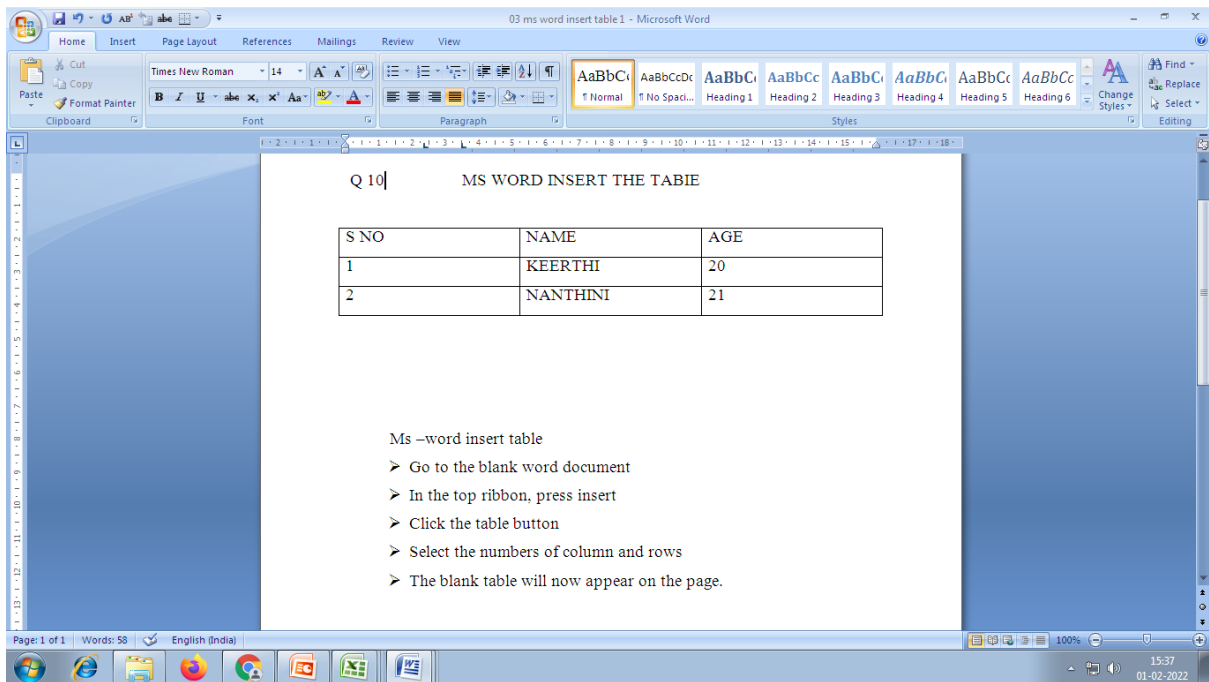 03 ms word insert table 1 - Microsoft Word
Home Insert Page Layout References Mailings Review View
Paste
Cut
Copy
Format Painter
Clipboard
Times New Roman 14
Font
Paragraph
AaBbCc AaBbCcDc AaBbC AaBbCc AaBbC AaBbC AaBbCc AaBbCc
¶ Normal ¶ No Spaci... Heading 1 Heading 2 Heading 3 Heading 4 Heading 5 Heading 6
Change Styles
Styles
Find
Replace
Select
Editing
Q 10 MS WORD INSERT THE TABIE
S NO NAME AGE
1 KEERTHI 20
2 NANTHINI 21
Ms –word insert table
➢ Go to the blank word document
➢ In the top ribbon, press insert
➢ Click the table button
➢ Select the numbers of column and rows
➢ The blank table will now appear on the page.
Page: 1 of 1 Words: 58 English (India) 100%
15:37
01-02-2022